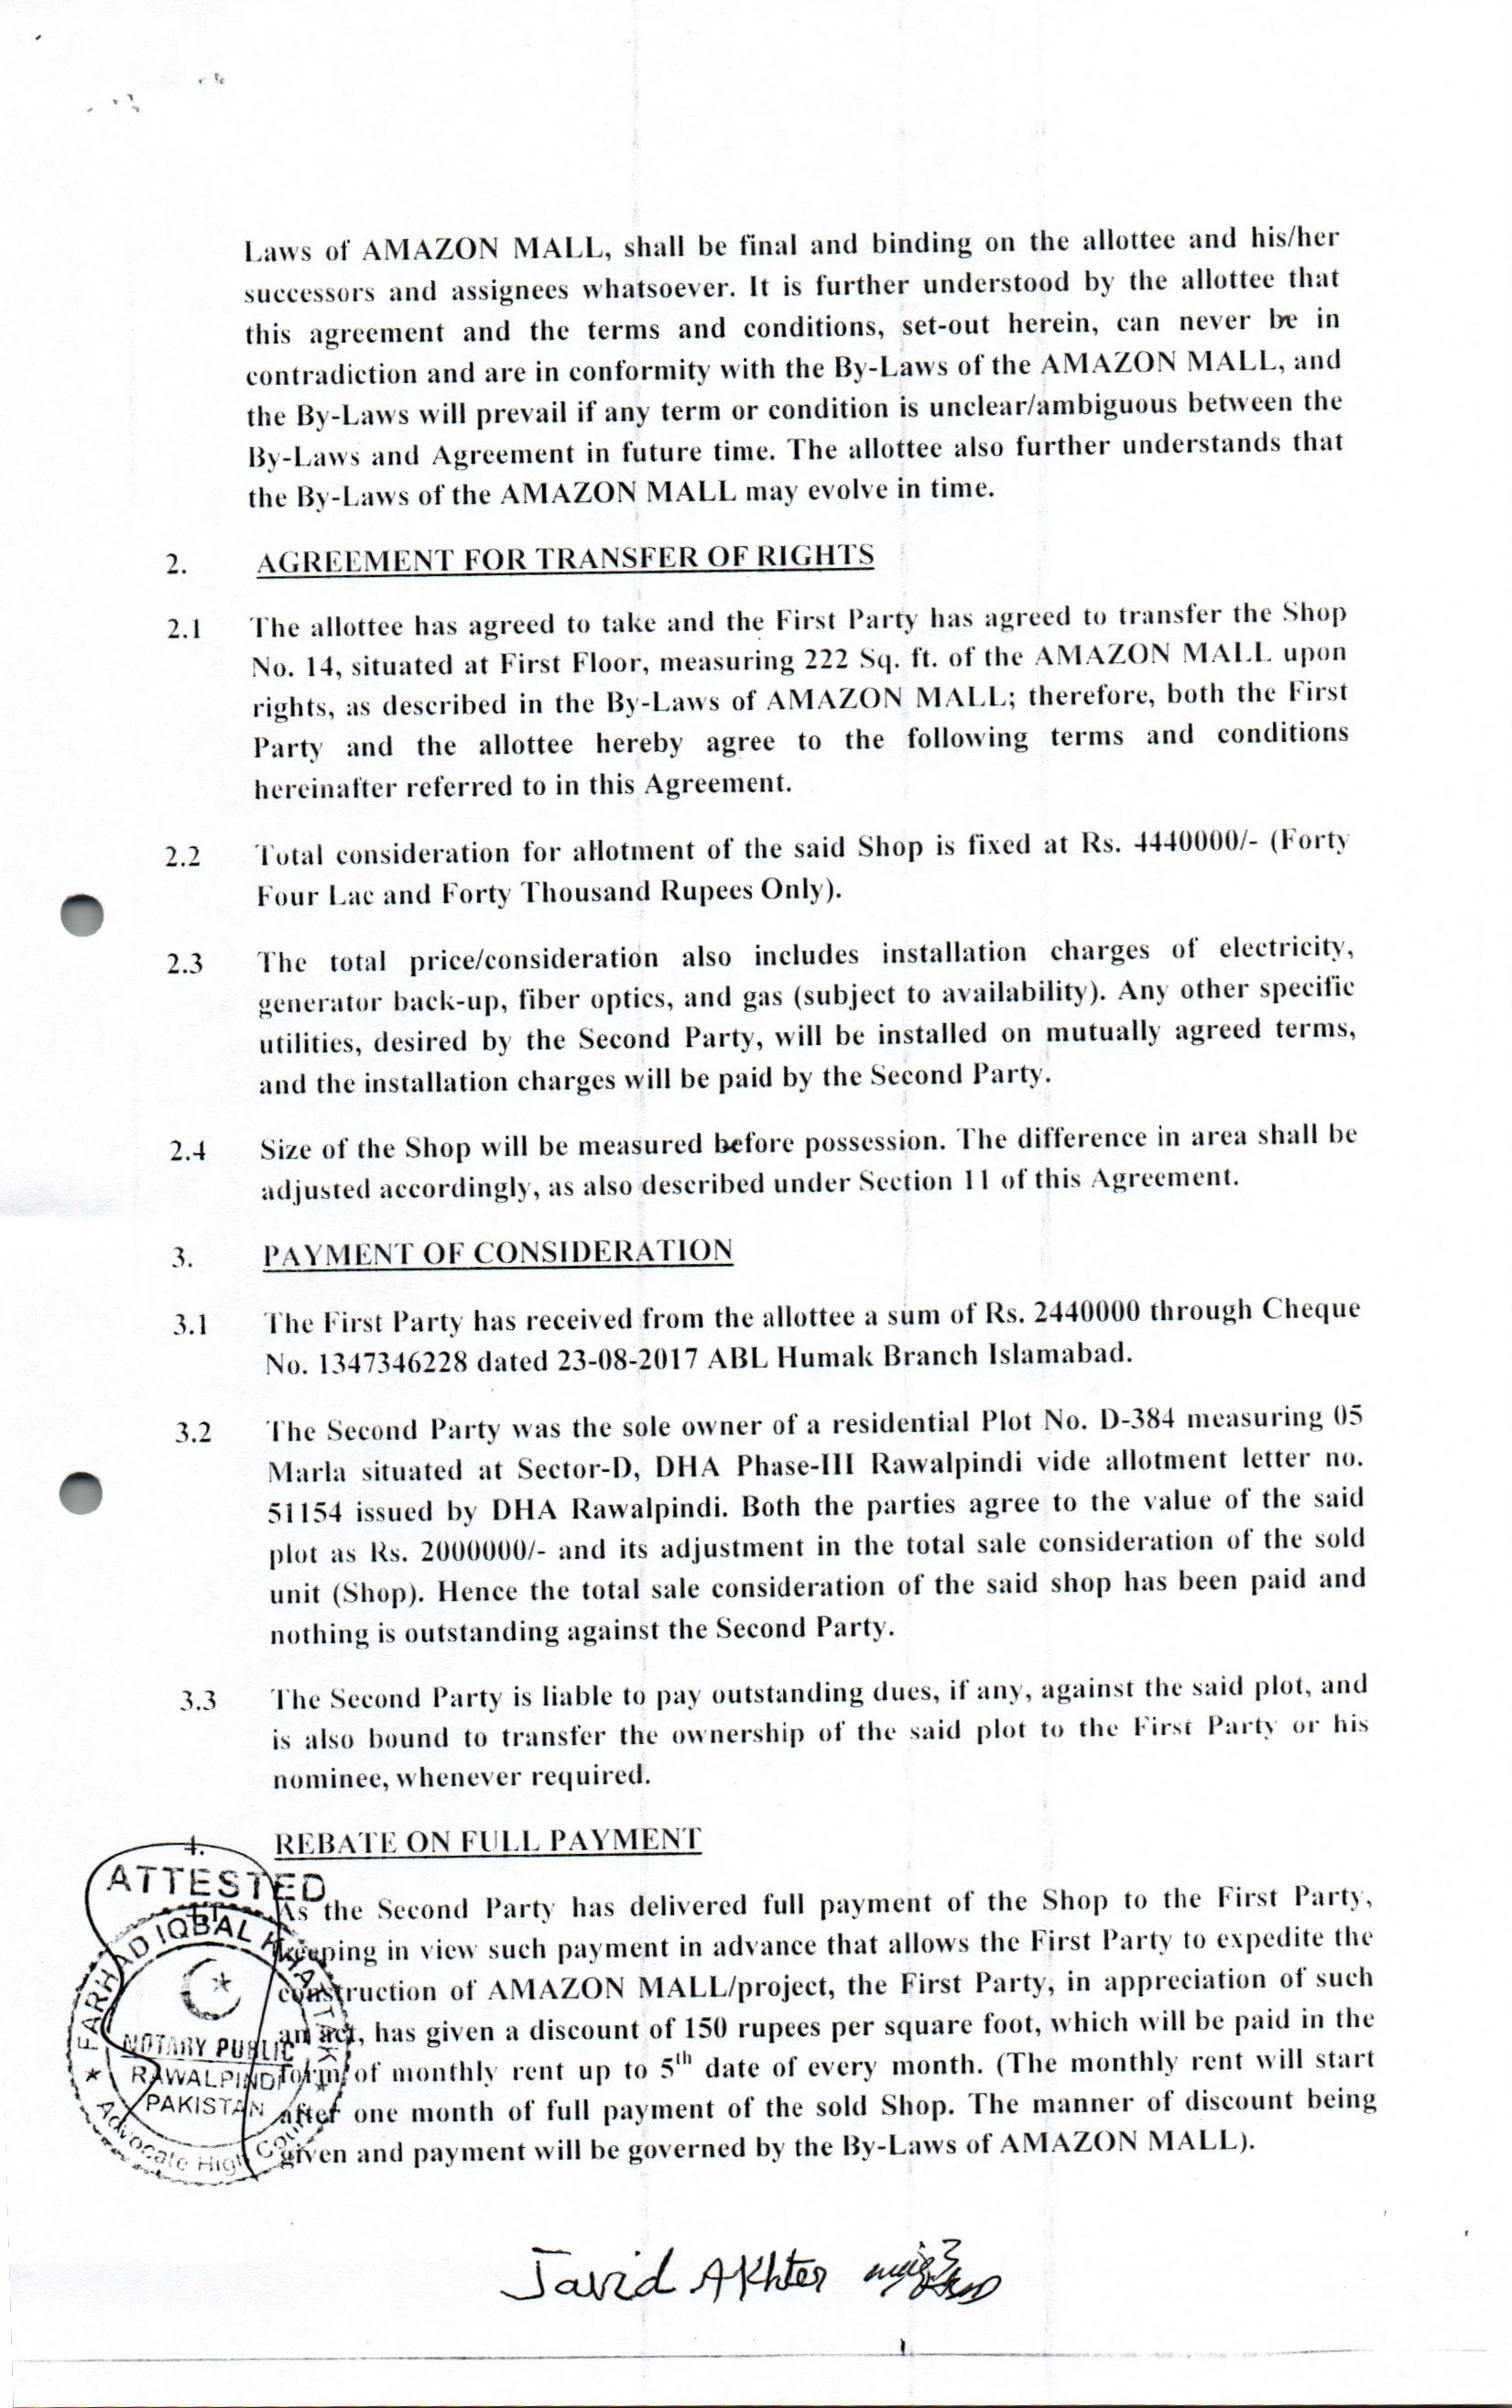 Laws of AMAZON MALL, shall be final and binding on the allottee and his/her
successors and assignees whatsoever. It is further understood by the allottee that
this agreement and the terms and conditions, set-out herein, can never be in
contradiction and are in conformity with the By-Laws of the AMAZON MALL, and
the By-Laws will prevail if any term or condition is unclear/ambiguous between the
By-Laws and Agreement in future time. The allottee also further understands that
the By-Laws of the AMAZON MALL may evolve in time.
2. AGREEMENT FOR TRANSFER OF RIGHTS
2.1 The allottee has agreed to take and the First Party has agreed to transfer the Shop
No. 14, situated at First Floor, measuring 222 Sq. ft. of the AMAZON MALL upon
rights, as described in the By-Laws of AMAZON MALL; therefore, both the First
Party and the allottee hereby agree to the following terms and conditions
hereinafter referred to in this Agreement.
2.2 Total consideration for allotment of the said Shop is fixed at Rs. 4440000/- (Forty
Four Lac and Forty Thousand Rupees Only).
2.3 The total price/consideration also includes installation charges of electricity,
generator back-up, fiber optics, and gas (subject to availability). Any other specific
utilities, desired by the Second Party, will be installed on mutually agreed terms,
and the installation charges will be paid by the Second Party.
2.4 Size of the Shop will be measured before possession. The difference in area shall be
adjusted accordingly, as also described under Section 11 of this Agreement.
3. PAYMENT OF CONSIDERATION
3.1 The First Party has received from the allottee a sum of Rs. 2440000 through Cheque
No. 1347346228 dated 23-08-2017 ABL Humak Branch Islamabad.
3.2 The Second Party was the sole owner of a residential Plot No. D-384 measuring 05
Marla situated at Sector-D, DHA Phase-III Rawalpindi vide allotment letter no.
51154 issued by DHA Rawalpindi. Both the parties agree to the value of the said
plot as Rs. 2000000/- and its adjustment in the total sale consideration of the sold
unit (Shop). Hence the total sale consideration of the said shop has been paid and
nothing is outstanding against the Second Party.
3.3 The Second Party is liable to pay outstanding dues, if any, against the said plot, and
is also bound to transfer the ownership of the said plot to the First Party or his
nominee, whenever required.
4. REBATE ON FULL PAYMENT
As the Second Party has delivered full payment of the Shop to the First Party,
keeping in view such payment in advance that allows the First Party to expedite the
construction of AMAZON MALL/project, the First Party, in appreciation of such
an act, has given a discount of 150 rupees per square foot, which will be paid in the
form of monthly rent up to 5th date of every month. (The monthly rent will start
after one month of full payment of the sold Shop. The manner of discount being
given and payment will be governed by the By-Laws of AMAZON MALL).
ATTESTED
FARHAD IQBAL KHATTAK
NOTARY PUBLIC
RAWALPINDI
PAKISTAN
Advocate High Court
Javid Akhter